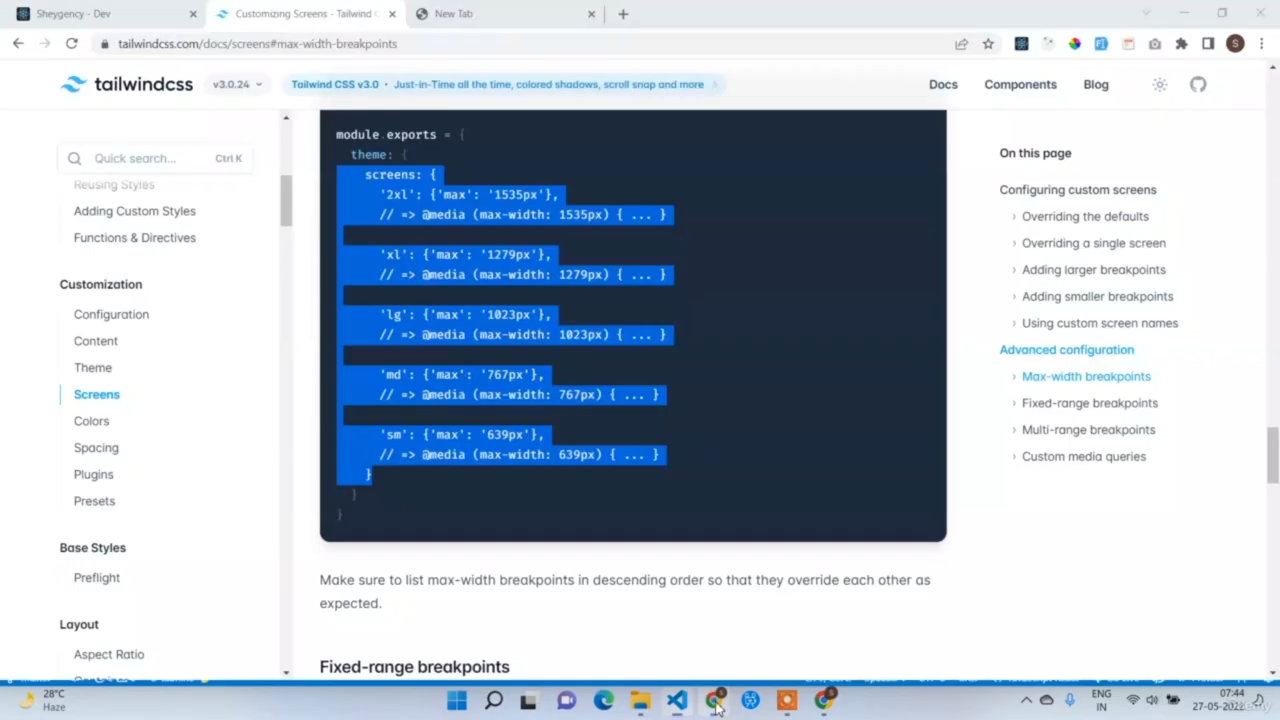 Sheygency - Dev
Customizing Screens - Tailwind C
New Tab
tailwindcss.com/docs/screens#max-width-breakpoints
S
tailwindcss
v3.0.24
Tailwind CSS v3.0 · Just-in-Time all the time, colored shadows, scroll snap and more
Docs
Components
Blog
Quick search...
Ctrl K
Reusing Styles
Adding Custom Styles
Functions & Directives
Customization
Configuration
Content
Theme
Screens
Colors
Spacing
Plugins
Presets
Base Styles
Preflight
Layout
Aspect Ratio
module.exports = {
theme: {
screens: {
'2xl': {'max': '1535px'},
// => @media (max-width: 1535px) { ... }
'xl': {'max': '1279px'},
// => @media (max-width: 1279px) { ... }
'lg': {'max': '1023px'},
// => @media (max-width: 1023px) { ... }
'md': {'max': '767px'},
// => @media (max-width: 767px) { ... }
'sm': {'max': '639px'},
// => @media (max-width: 639px) { ... }
}
}
}
Make sure to list max-width breakpoints in descending order so that they override each other as
expected.
Fixed-range breakpoints
On this page
Configuring custom screens
Overriding the defaults
Overriding a single screen
Adding larger breakpoints
Adding smaller breakpoints
Using custom screen names
Advanced configuration
Max-width breakpoints
Fixed-range breakpoints
Multi-range breakpoints
Custom media queries
28°C
Haze
ENG
IN
07:44
27-05-2022